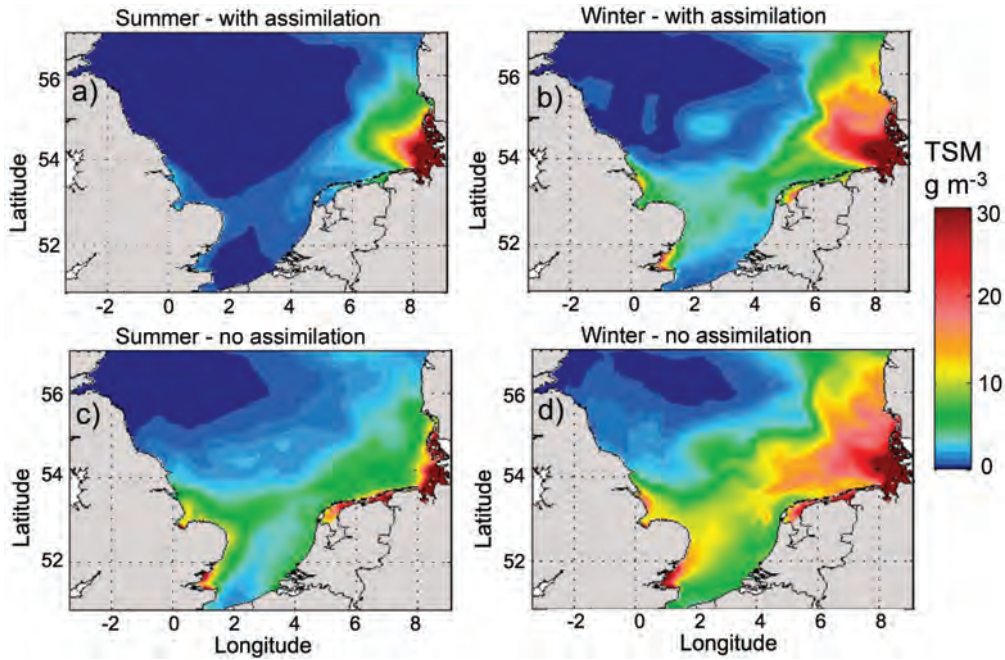 Summer - with assimilation
Winter - with assimilation
a)
b)
56
54
52
Latitude
-2 0 2 4 6 8
56
54
52
Latitude
-2 0 2 4 6 8
TSM
g m-3
30
20
10
0
Summer - no assimilation
Winter - no assimilation
c)
d)
56
54
52
Latitude
-2 0 2 4 6 8
Longitude
56
54
52
Latitude
-2 0 2 4 6 8
Longitude